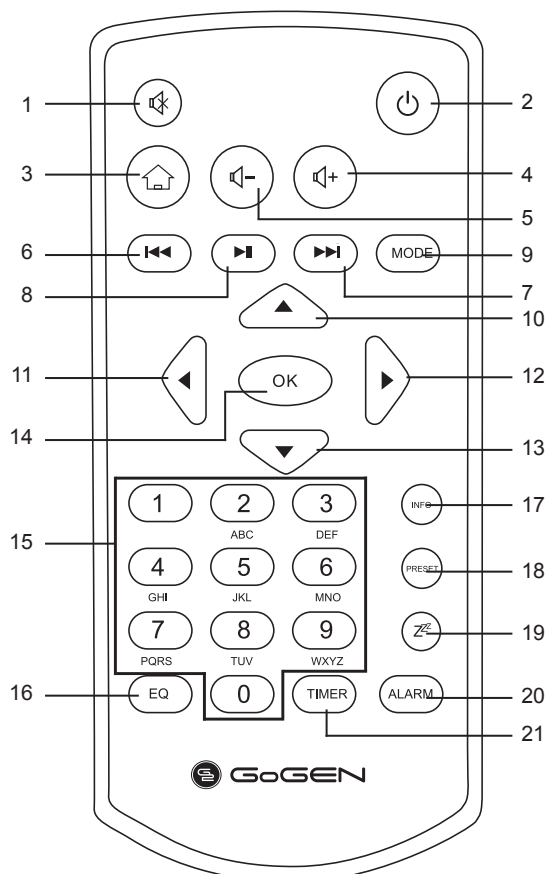 1
2
3
4
5
6
8
7
MODE
9
10
11
OK
12
14
13
15
1
2
3
ABC
DEF
INFO
17
4
5
6
GHI
JKL
MNO
PRESET
18
7
8
9
PQRS
TUV
WXYZ
ZZZ
19
16
EQ
0
TIMER
ALARM
20
21
GoGEN